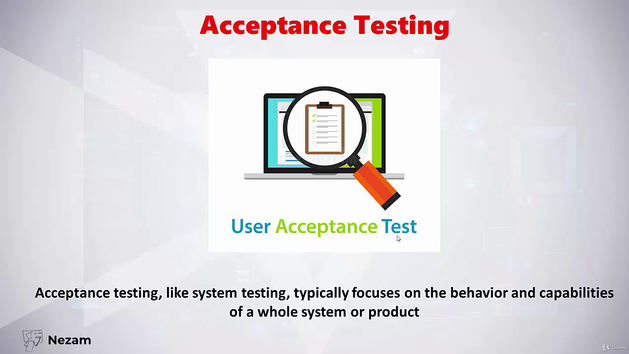 Acceptance Testing
User Acceptance Test
Acceptance testing, like system testing, typically focuses on the behavior and capabilities
of a whole system or product
Nezam